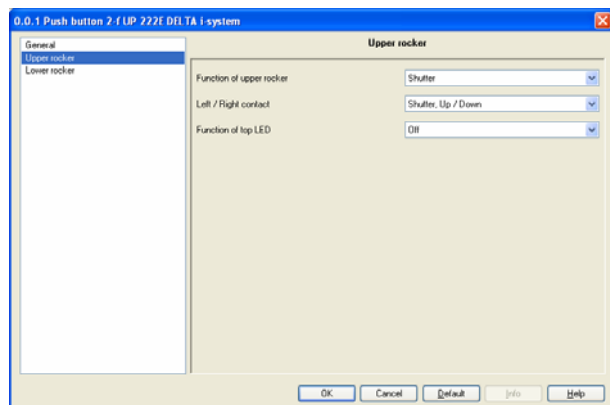 0.0.1 Push button 2-f UP 222E DELTA i-system
General
Upper rocker
Lower rocker
Upper rocker
Function of upper rocker
Shutter
Left / Right contact
Shutter, Up / Down
Function of top LED
Off
OK
Cancel
Default
Info
Help